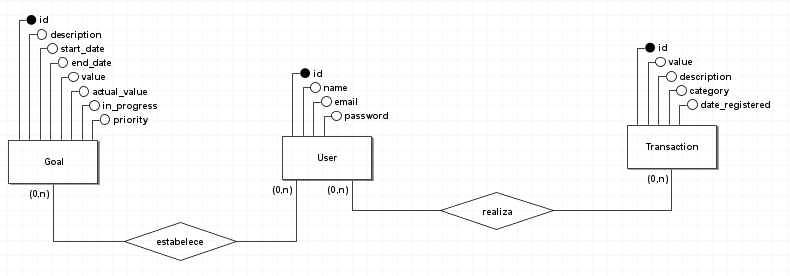 id
description
start_date
end_date
value
actual_value
in_progress
priority
Goal
(0,n)
estabelece
id
name
email
password
User
(0,n)
(0,n)
realiza
id
value
description
category
date_registered
Transaction
(0,n)